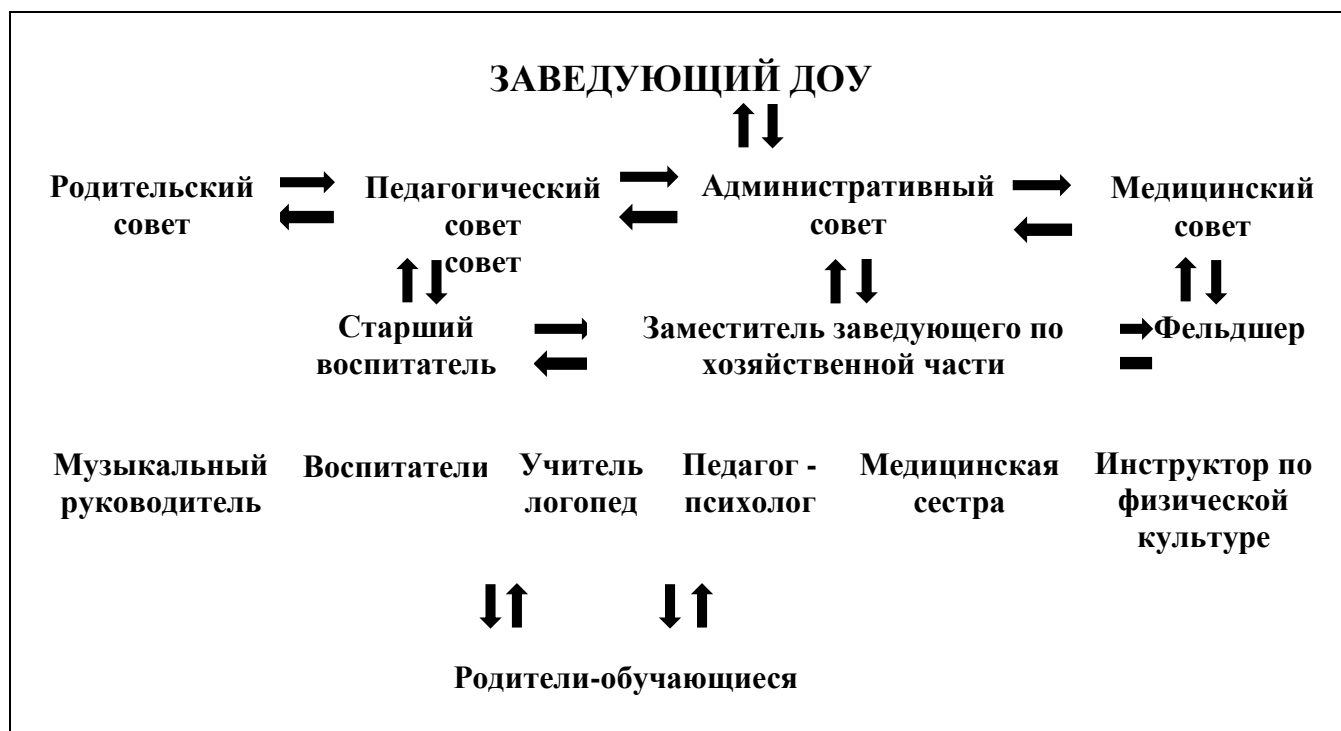 ЗАВЕДУЮЩИЙ ДОУ
Родительский
совет
Педагогический
совет
совет
Административный
совет
Медицинский
совет
Старший
воспитатель
Заместитель заведующего по
хозяйственной части
Фельдшер
Музыкальный
руководитель
Воспитатели
Учитель
логопед
Педагог -
психолог
Медицинская
сестра
Инструктор по
физической
культуре
Родители-обучающиеся